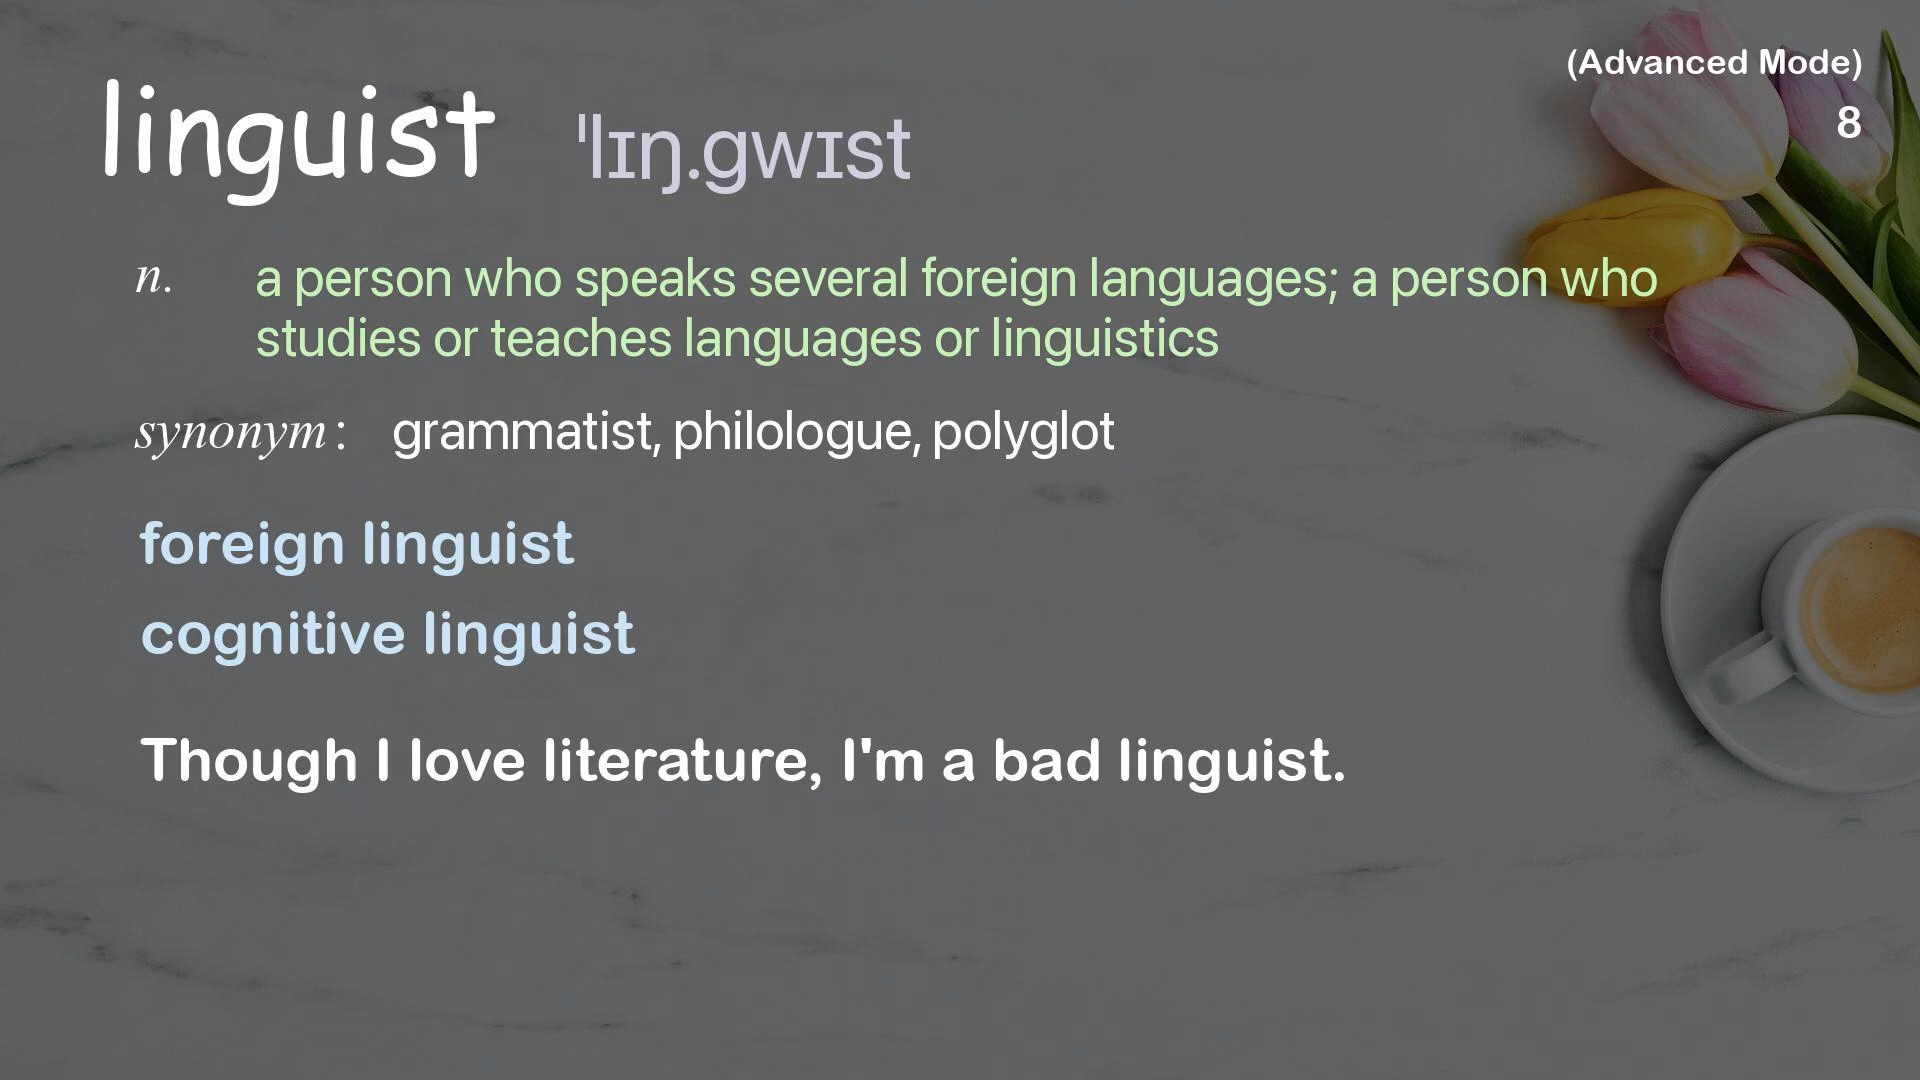 (Advanced Mode)
8
linguist ˈlɪŋ.gwɪst
n. a person who speaks several foreign languages; a person who
studies or teaches languages or linguistics
synonym: grammatist, philologue, polyglot
foreign linguist
cognitive linguist
Though I love literature, I'm a bad linguist.